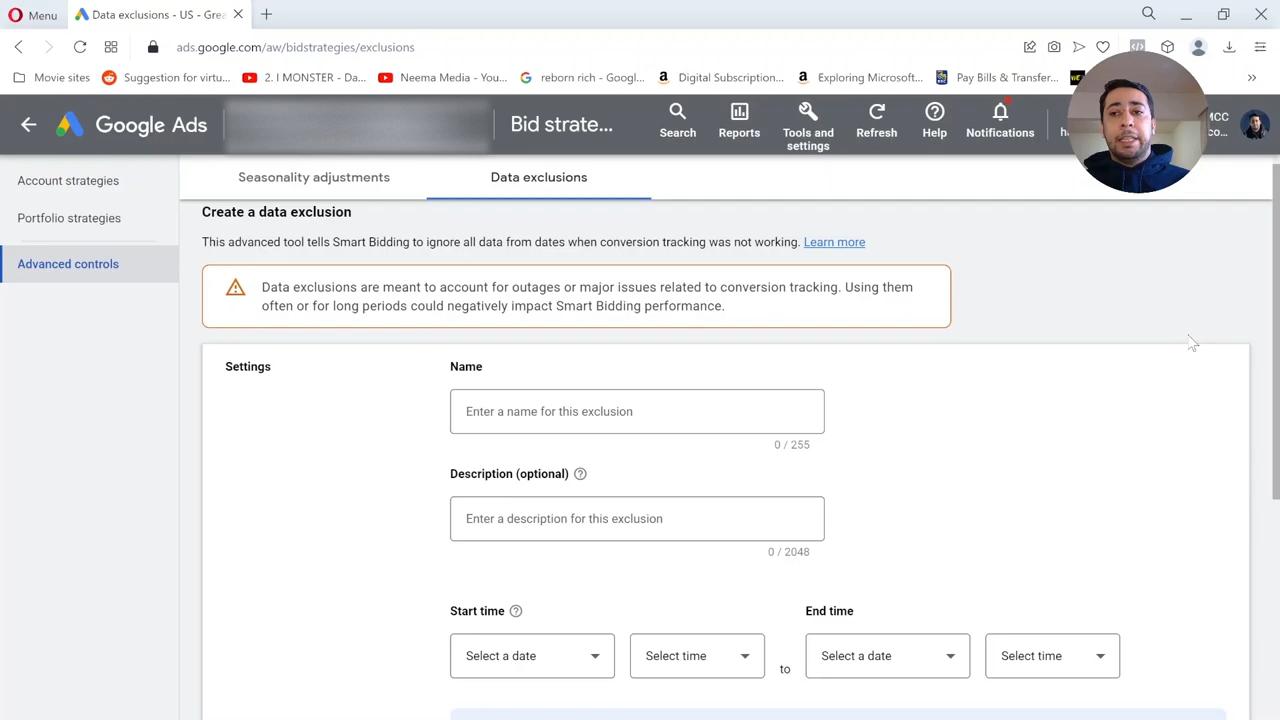 Menu
Data exclusions - US - Grea
ads.google.com/aw/bidstrategies/exclusions
Movie sites
Suggestion for virtu...
2. I MONSTER - Da...
Neema Media - You...
reborn rich - Googl...
Digital Subscription...
Exploring Microsoft...
Pay Bills & Transfer...
Google Ads
Bid strate...
Search
Reports
Tools and
settings
Refresh
Help
Notifications
MCC
co...
Account strategies
Portfolio strategies
Advanced controls
Seasonality adjustments
Data exclusions
Create a data exclusion
This advanced tool tells Smart Bidding to ignore all data from dates when conversion tracking was not working. Learn more
Data exclusions are meant to account for outages or major issues related to conversion tracking. Using them
often or for long periods could negatively impact Smart Bidding performance.
Settings
Name
Enter a name for this exclusion
0 / 255
Description (optional)
Enter a description for this exclusion
0 / 2048
Start time
End time
Select a date
Select time
to
Select a date
Select time